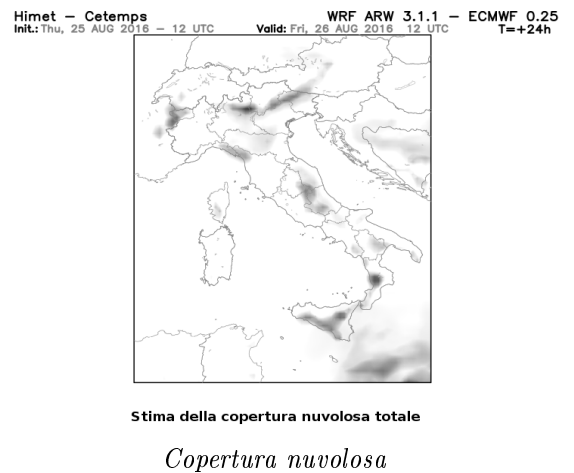 Himet – Cetemps WRF ARW 3.1.1 – ECMWF 0.25
Init.: Thu, 25 AUG 2016 – 12 UTC Valid: Fri, 26 AUG 2016 12 UTC T=+24h
Stima della copertura nuvolosa totale
Copertura nuvolosa